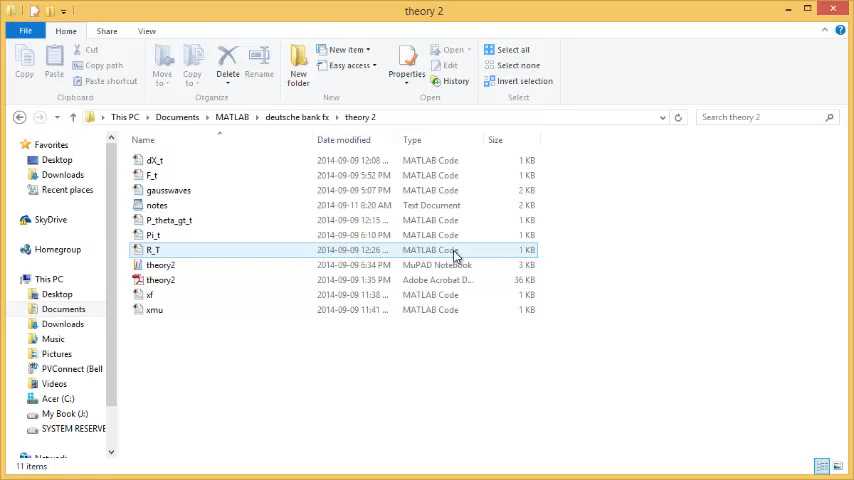 theory 2
File Home Share View
Copy Paste Cut Copy path Paste shortcut Move to Copy to Delete Rename New folder New item Easy access Properties Open Edit History Select all Select none Invert selection
Clipboard Organize New Open Select
This PC Documents MATLAB deutsche bank fx theory 2 Search theory 2
Name Date modified Type Size
Favorites
Desktop
Downloads
Recent places
SkyDrive
Homegroup
This PC
Desktop
Documents
Downloads
Music
Pictures
PVConnect (Bell
Videos
Acer (C:)
My Book (J:)
SYSTEM RESERVE
Network
dX_t 2014-09-09 12:08 ... MATLAB Code 1 KB
F_t 2014-09-09 5:52 PM MATLAB Code 1 KB
gausswaves 2014-09-09 5:07 PM MATLAB Code 2 KB
notes 2014-09-11 8:20 AM Text Document 2 KB
P_theta_gt_t 2014-09-09 12:15 ... MATLAB Code 1 KB
Pi_t 2014-09-09 6:10 PM MATLAB Code 1 KB
R_T 2014-09-09 12:26 ... MATLAB Code 1 KB
theory2 2014-09-09 6:34 PM MuPAD Notebook 3 KB
theory2 2014-09-09 1:35 PM Adobe Acrobat D... 36 KB
xf 2014-09-09 11:38 ... MATLAB Code 1 KB
xmu 2014-09-09 11:41 ... MATLAB Code 1 KB
11 items